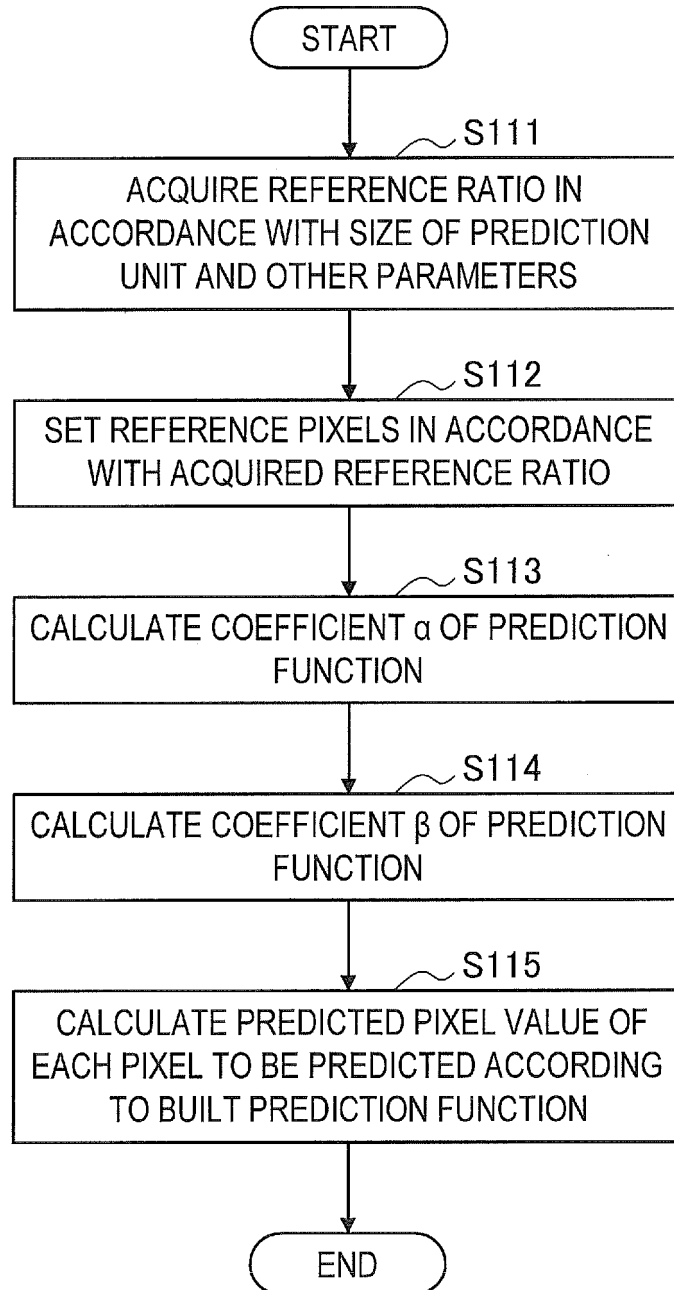 START
S111
ACQUIRE REFERENCE RATIO IN
ACCORDANCE WITH SIZE OF PREDICTION
UNIT AND OTHER PARAMETERS
S112
SET REFERENCE PIXELS IN ACCORDANCE
WITH ACQUIRED REFERENCE RATIO
S113
CALCULATE COEFFICIENT α OF PREDICTION
FUNCTION
S114
CALCULATE COEFFICIENT β OF PREDICTION
FUNCTION
S115
CALCULATE PREDICTED PIXEL VALUE OF
EACH PIXEL TO BE PREDICTED ACCORDING
TO BUILT PREDICTION FUNCTION
END